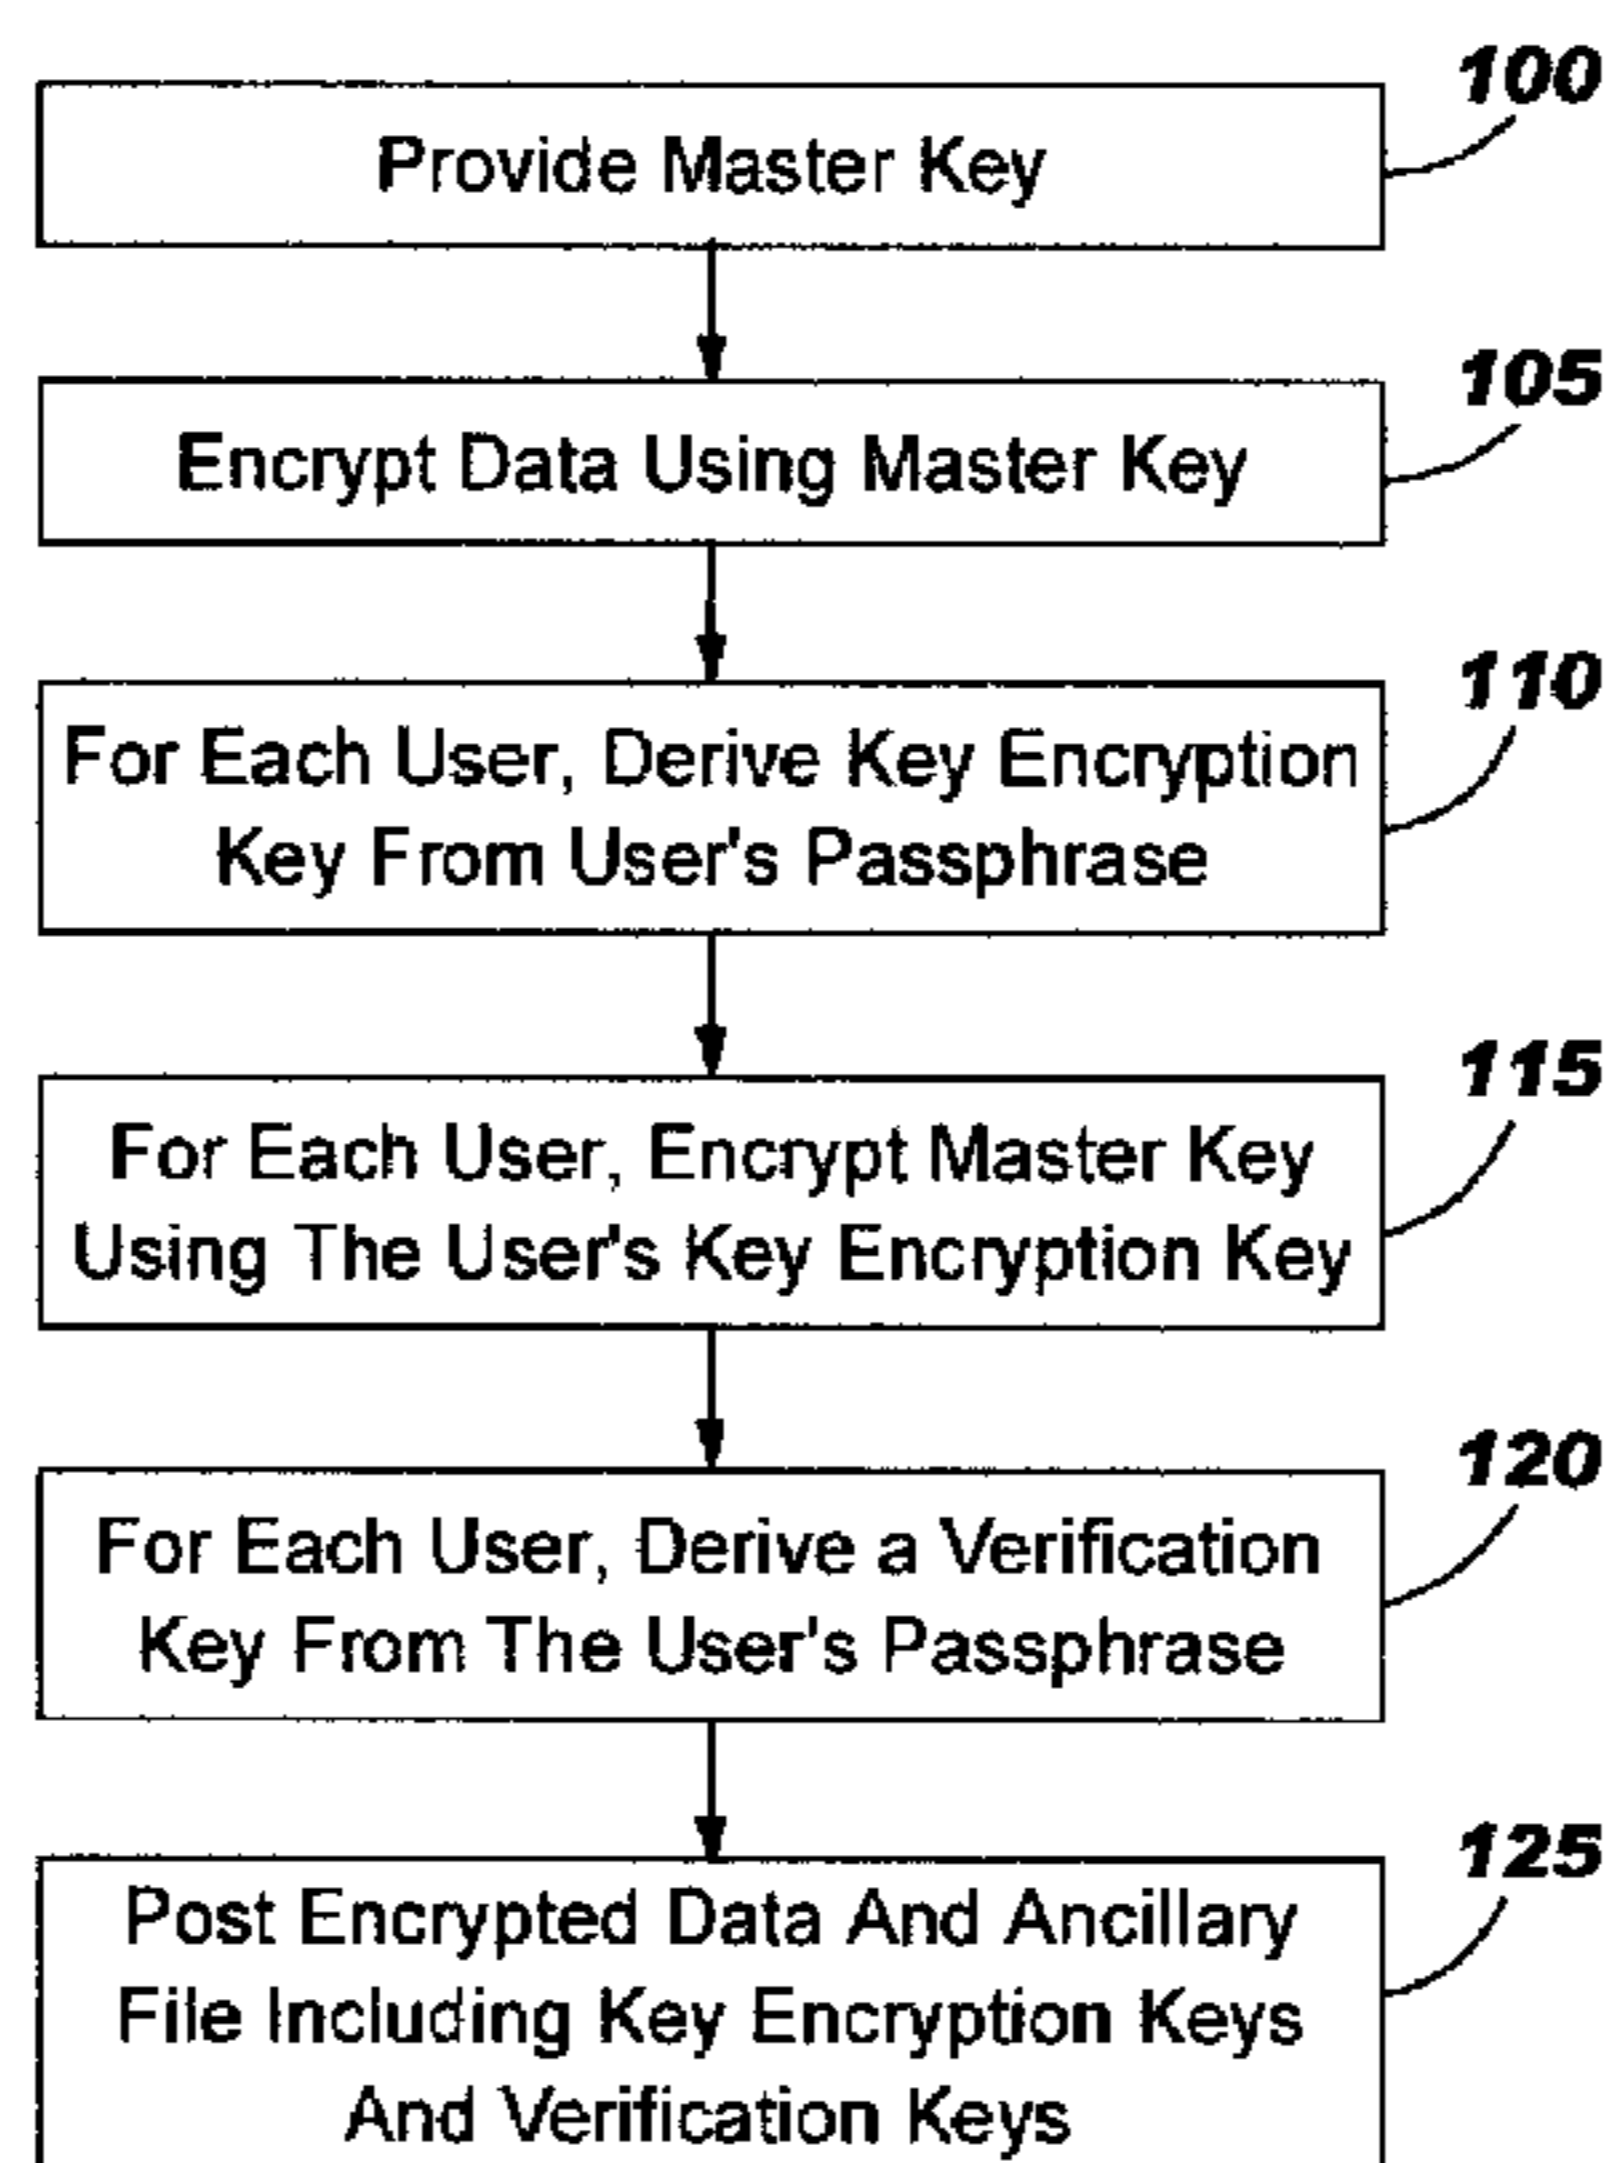 100
Provide Master Key
105
Encrypt Data Using Master Key
110
For Each User, Derive Key Encryption
Key From User's Passphrase
115
For Each User, Encrypt Master Key
Using The User's Key Encryption Key
120
For Each User, Derive a Verification
Key From The User's Passphrase
125
Post Encrypted Data And Ancillary
File Including Key Encryption Keys
And Verification Keys